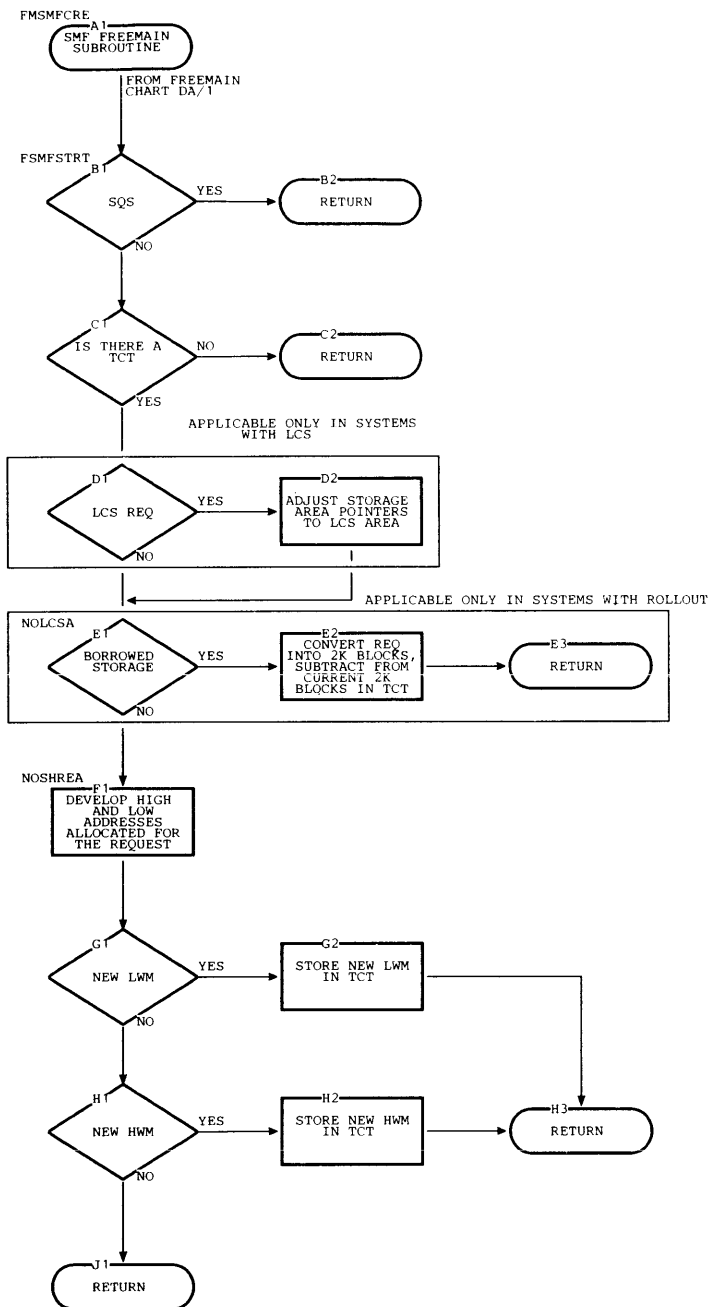 FMSMFCRE
A1
SMF FREEMAIN
SUBROUTINE
FROM FREEMAIN
CHART DA/1
FSMFSTRT
B1
SQS
YES
NO
B2
RETURN
C1
IS THERE A
TCT
NO
YES
C2
RETURN
APPLICABLE ONLY IN SYSTEMS
WITH LCS
D1
LCS REQ
YES
NO
D2
ADJUST STORAGE
AREA POINTERS
TO LCS AREA
APPLICABLE ONLY IN SYSTEMS WITH ROLLOUT
NOLCSA
E1
BORROWED
STORAGE
YES
NO
E2
CONVERT REQ
INTO 2K BLOCKS,
SUBTRACT FROM
CURRENT 2K
BLOCKS IN TCT
E3
RETURN
NOSHREA
F1
DEVELOP HIGH
AND LOW
ADDRESSES
ALLOCATED FOR
THE REQUEST
G1
NEW LWM
YES
NO
G2
STORE NEW LWM
IN TCT
H1
NEW HWM
YES
NO
H2
STORE NEW HWM
IN TCT
H3
RETURN
J1
RETURN